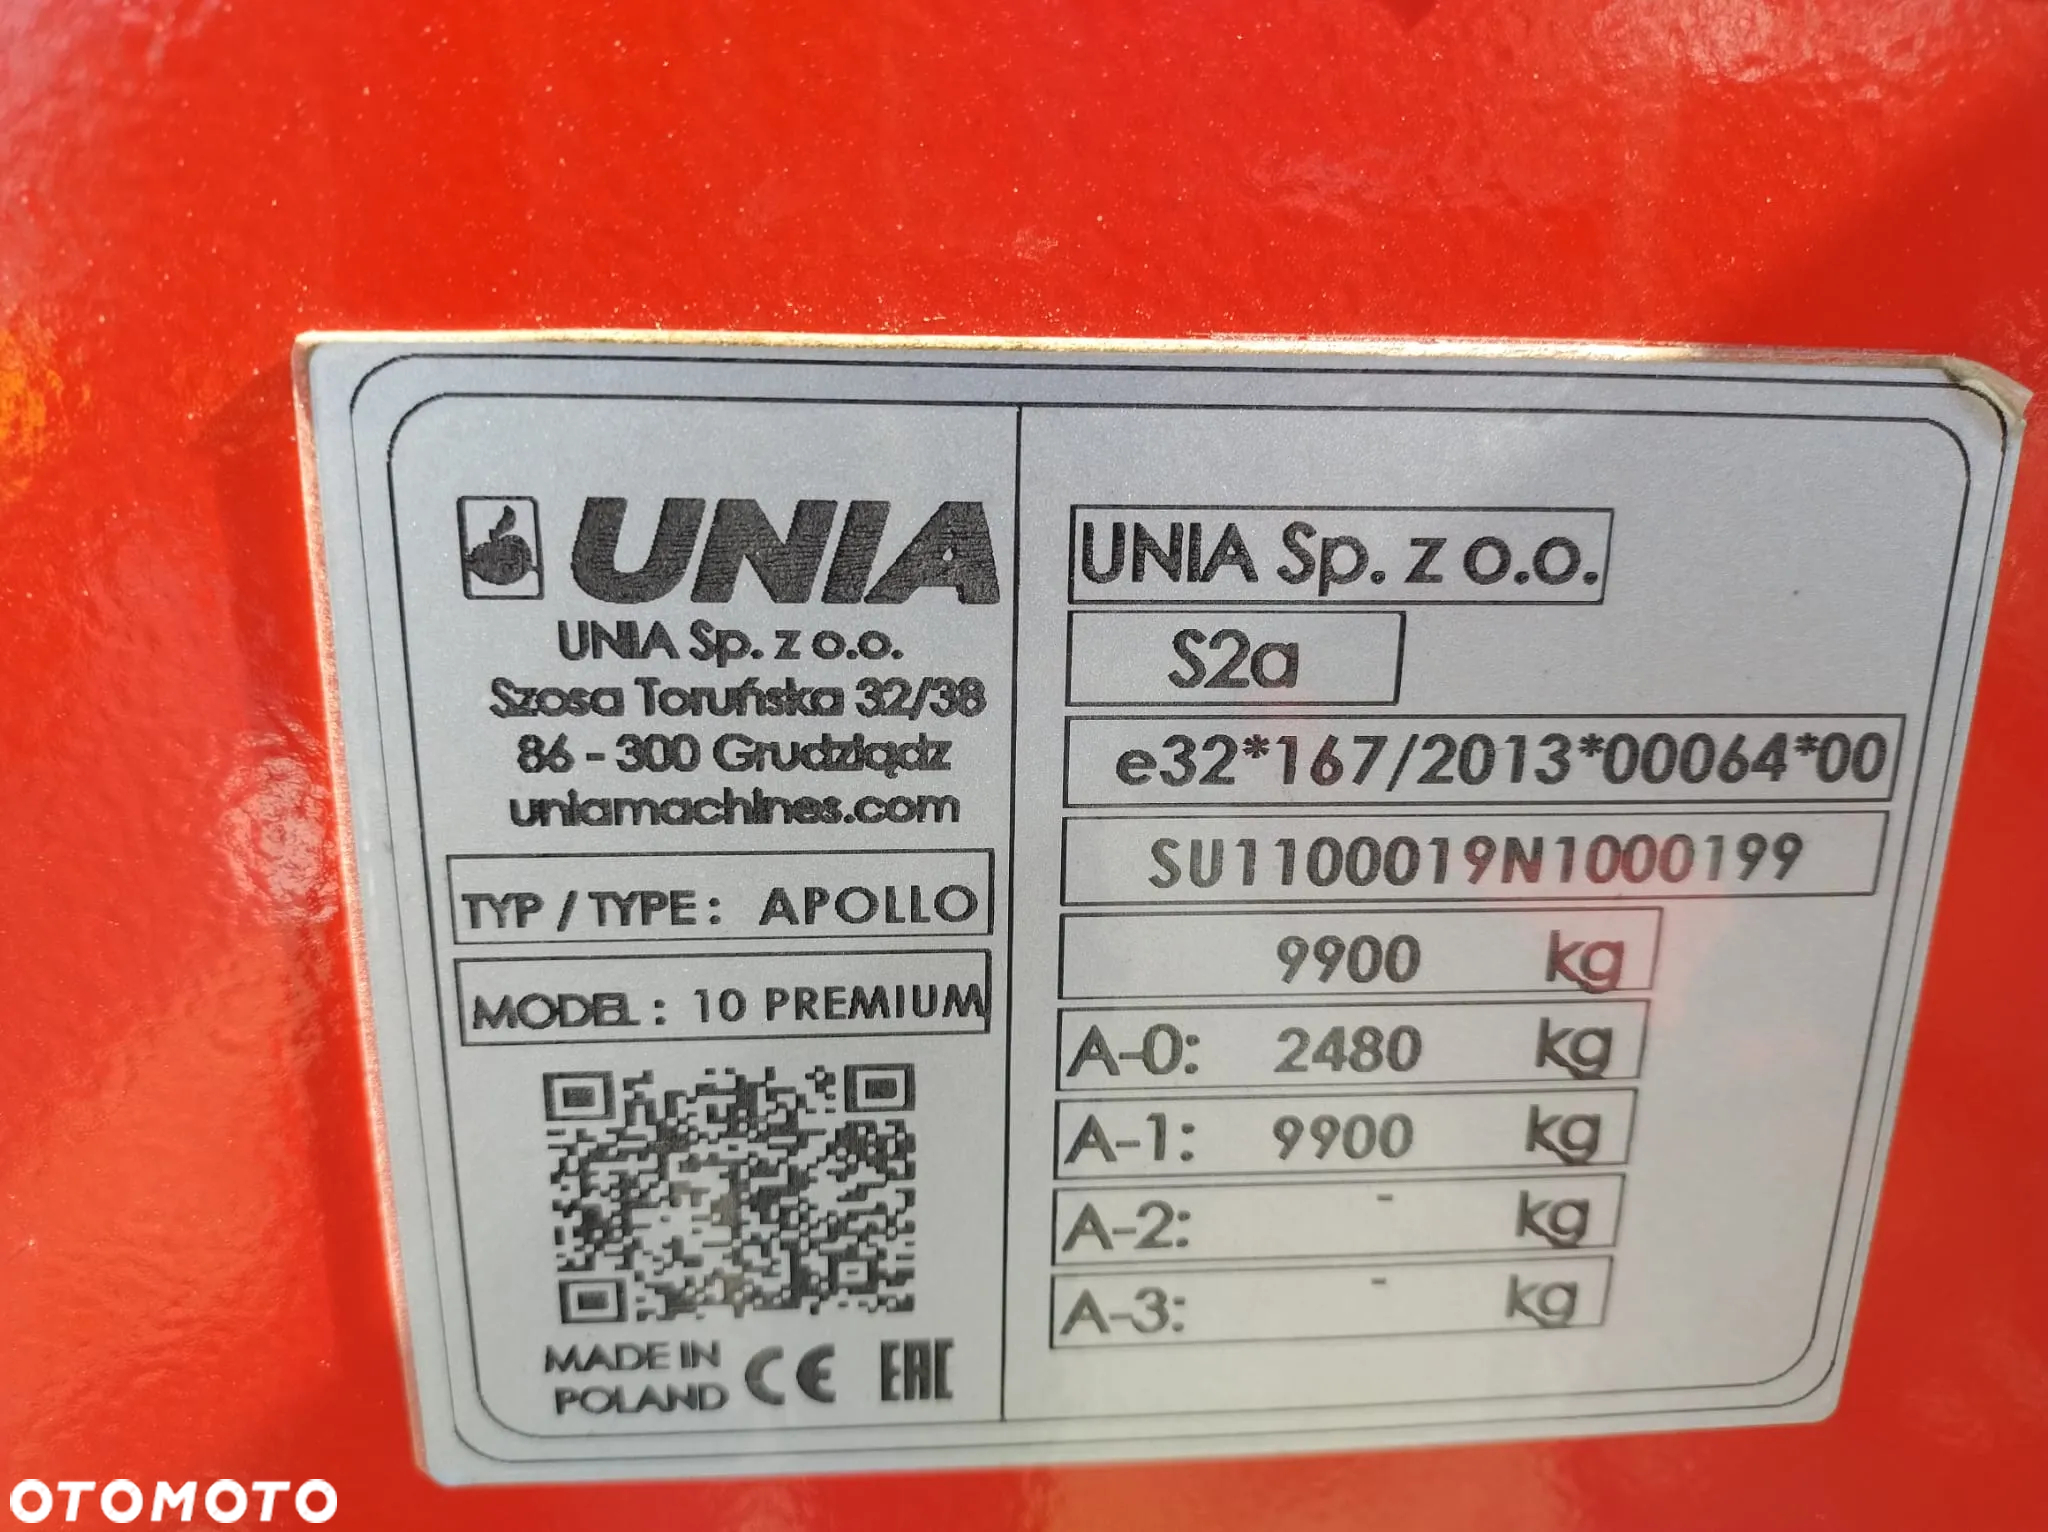 UNIA
UNIA Sp. z o.o.
Szosa Toruńska 32/38
86 - 300 Grudziądz
uniamachines.com
TYP / TYPE: APOLLO
MODEL: 10 PREMIUM
MADE IN
POLAND CE EAC
UNIA Sp. z o.o.
S2a
e32*167/2013*00064*00
SU1100019N1000199
9900 kg
A-0: 2480 kg
A-1: 9900 kg
A-2: - kg
A-3: - kg
OTOMOTO